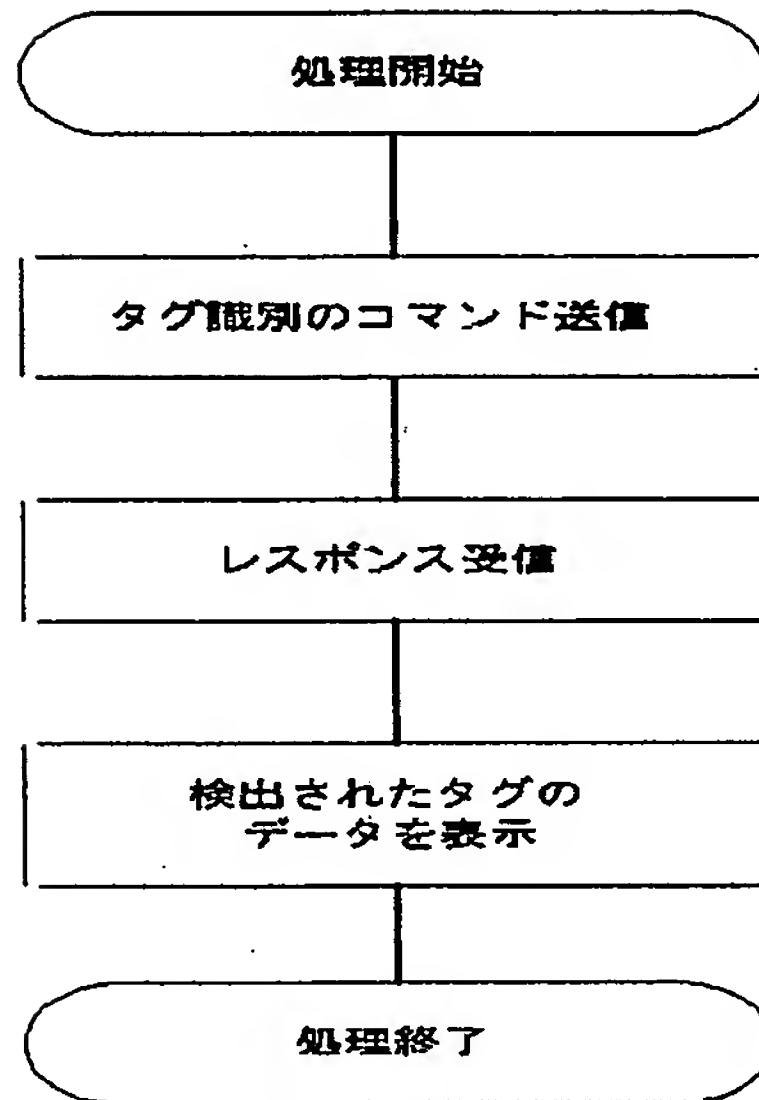 処理開始
タグ識別のコマンド送信
レスポンス受信
検出されたタグの
データを表示
処理終了